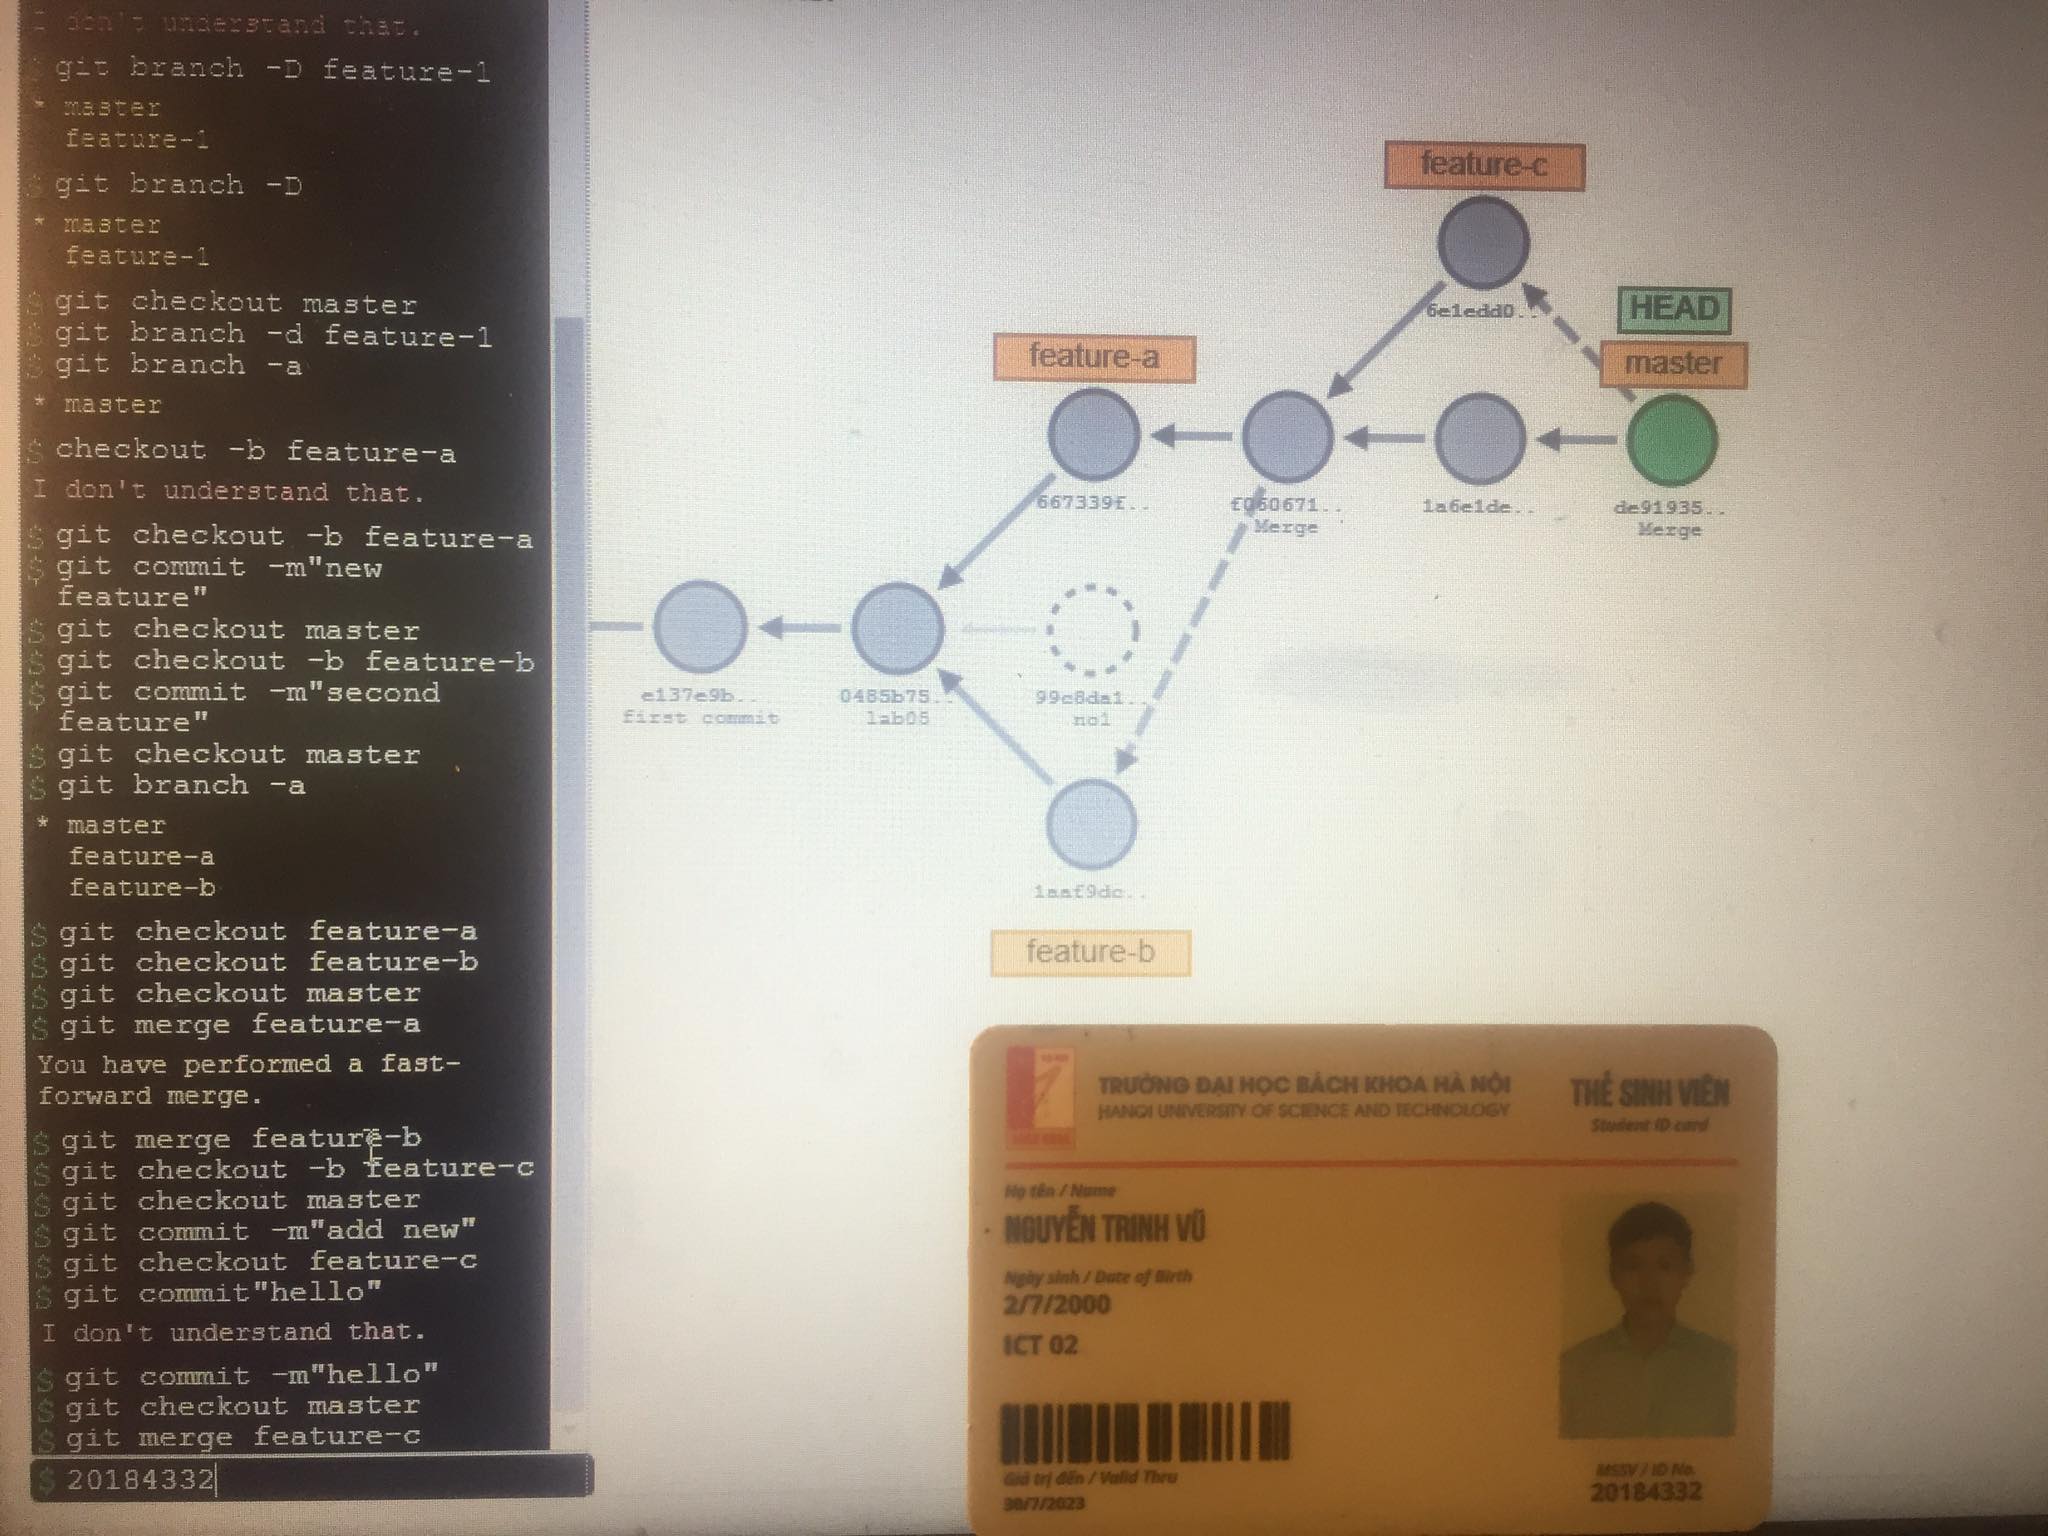 I don't understand that.
$ git branch -D feature-1
* master
feature-1
$ git branch -D
* master
feature-1
$ git checkout master
$ git branch -d feature-1
$ git branch -a
* master
$ checkout -b feature-a
I don't understand that.
$ git checkout -b feature-a
$ git commit -m"new
feature"
$ git checkout master
$ git checkout -b feature-b
$ git commit -m"second
feature"
$ git checkout master
$ git branch -a
* master
feature-a
feature-b
$ git checkout feature-a
$ git checkout feature-b
$ git checkout master
$ git merge feature-a
You have performed a fast-
forward merge.
$ git merge feature-b
$ git checkout -b feature-c
$ git checkout master
$ git commit -m"add new"
$ git checkout feature-c
$ git commit"hello"
I don't understand that.
$ git commit -m"hello"
$ git checkout master
$ git merge feature-c
$ 20184332
feature-c
6e1edd0..
HEAD
master
feature-a
667339f..
f060671..
Merge
1a6e1de..
de91935..
Merge
e137e9b..
first commit
0485b75..
lab05
99c8da1..
no1
1aaf9dc..
feature-b
TRƯỜNG ĐẠI HỌC BÁCH KHOA HÀ NỘI
HANOI UNIVERSITY OF SCIENCE AND TECHNOLOGY
THẺ SINH VIÊN
Student ID card
Họ tên / Name
NGUYỄN TRINH VŨ
Ngày sinh / Date of Birth
2/7/2000
ICT 02
Giá trị đến / Valid Thru
30/7/2023
MSSV / ID No.
20184332